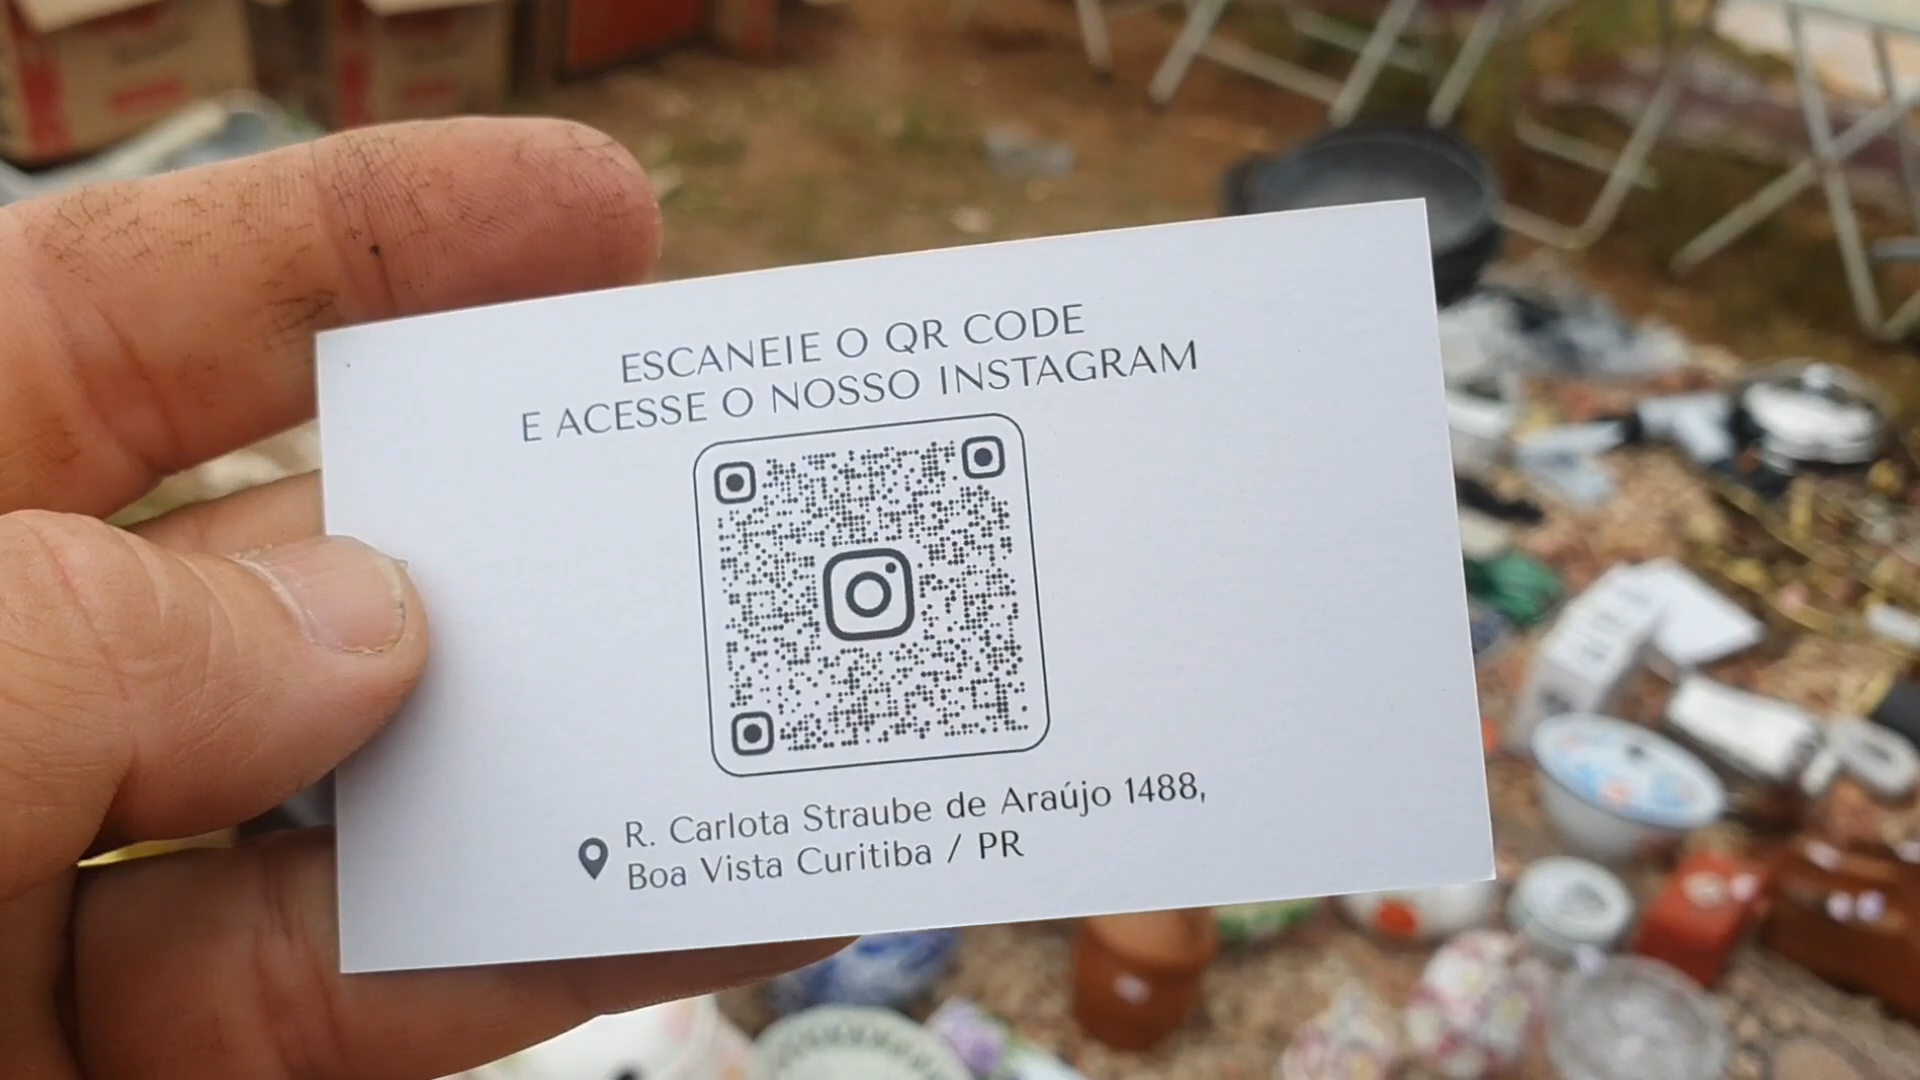 ESCANEIE O QR CODE
E ACESSE O NOSSO INSTAGRAM
R. Carlota Straube de Araújo 1488,
Boa Vista Curitiba / PR